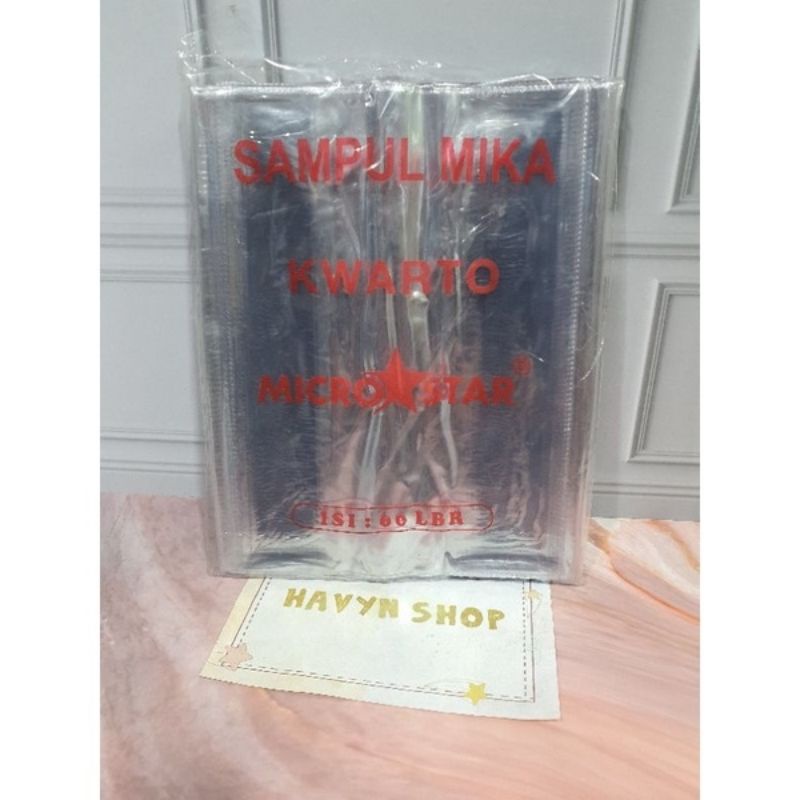 SAMPUL MIKA
KWARTO
MICRO STAR®
ISI : 60 LBR
HAVYN SHOP